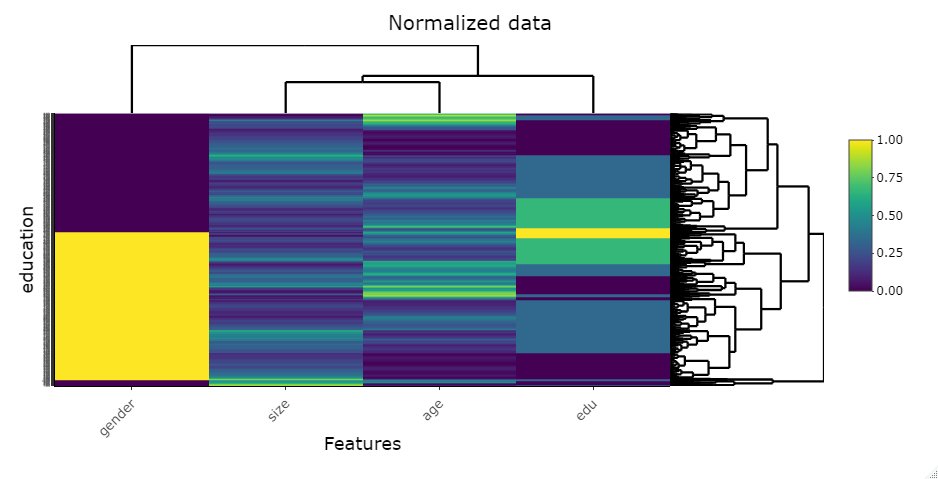 Normalized data
education
1.00
0.75
0.50
0.25
0.00
gender
size
age
edu
Features